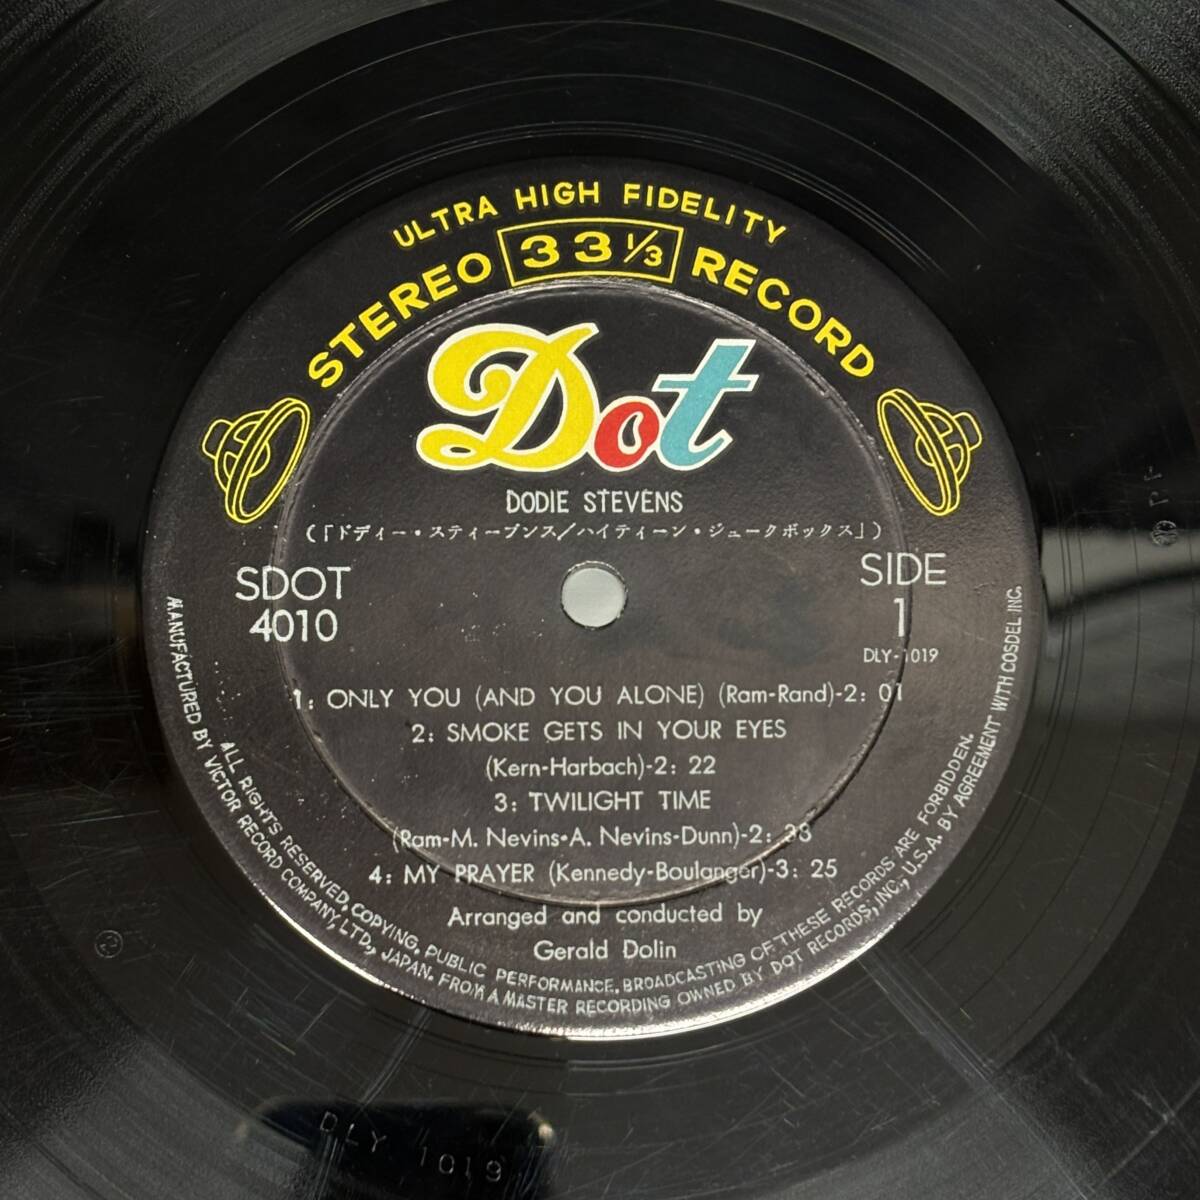 ULTRA HIGH FIDELITY
STEREO 33 1/3 RECORD
Dot
DODIE STEVENS
(「ドディー・スティーブンス/ハイティーン・ジュークボックス」)
SDOT
4010
SIDE
1
DLY-1019
1: ONLY YOU (AND YOU ALONE) (Ram-Rand)-2: 01
2: SMOKE GETS IN YOUR EYES
(Kern-Harbach)-2: 22
3: TWILIGHT TIME
(Ram-M. Nevins•A. Nevins-Dunn)-2: 38
4: MY PRAYER (Kennedy-Boulanger)-3: 25
Arranged and conducted by
Gerald Dolin
ALL RIGHTS RESERVED, COPYING, PUBLIC PERFORMANCE, BROADCASTING OF THESE RECORDS ARE FORBIDDEN.
MANUFACTURED BY VICTOR RECORD COMPANY, LTD., JAPAN. FROM A MASTER RECORDING OWNED BY DOT RECORDS, INC., U.S.A. BY AGREEMENT WITH COSDEL INC.
DLY 1019